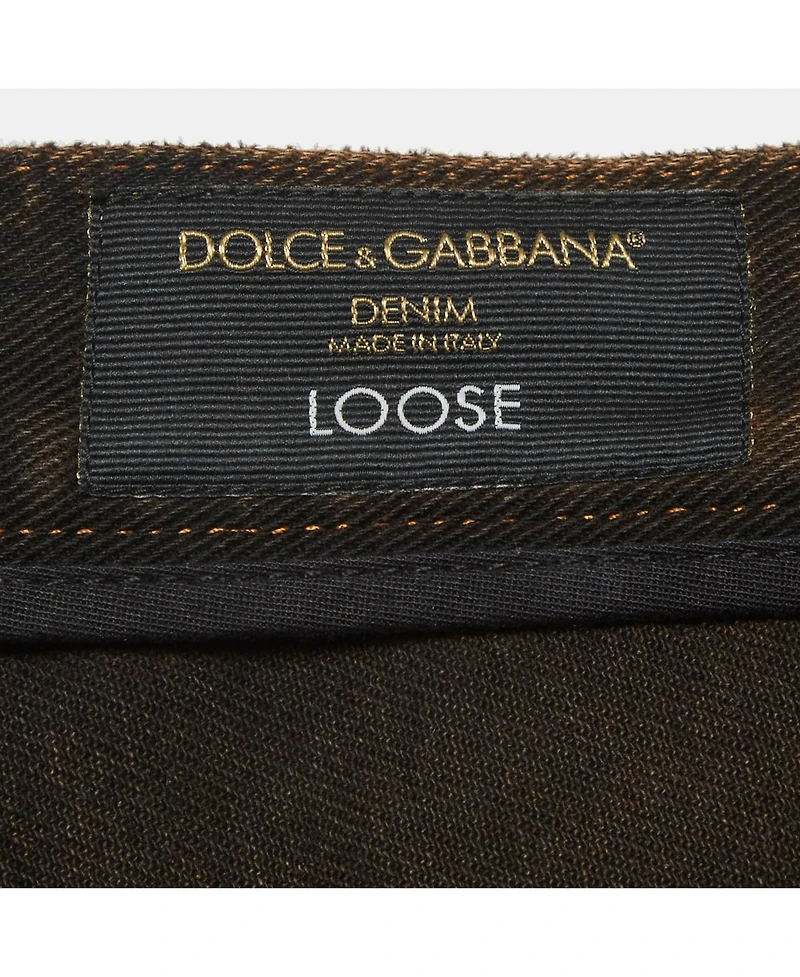 DOLCE & GABBANA®
DENIM
MADE IN ITALY
LOOSE